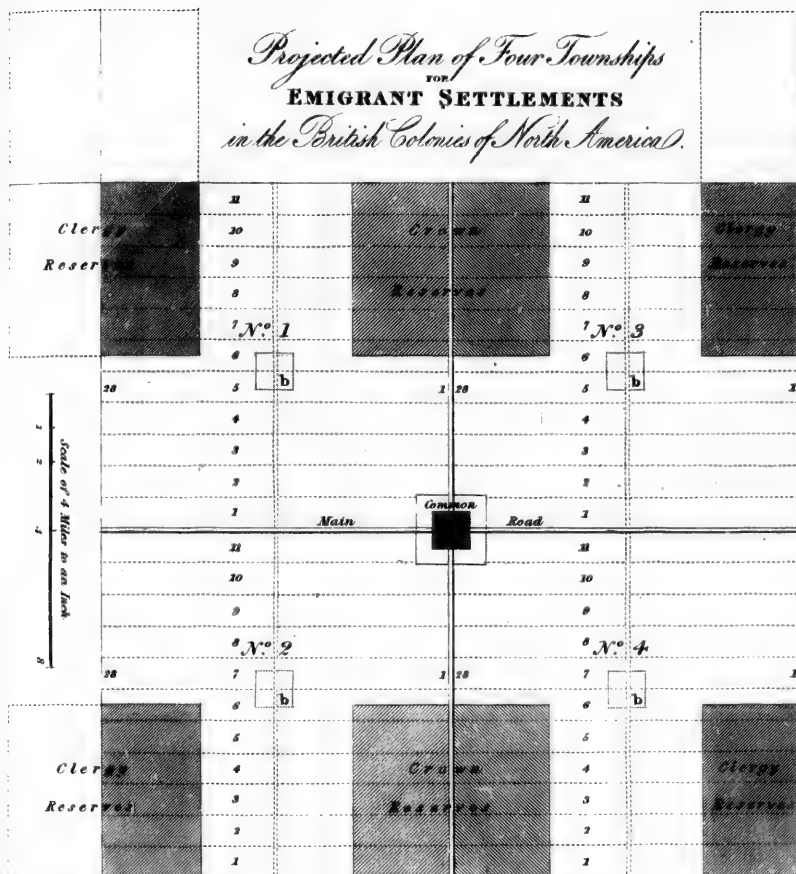 Projected Plan of Four Townships
FOR
EMIGRANT SETTLEMENTS
in the British Colonies of North America.
11 11
Clergy 10 Crown 10 Clergy
Reserves 9 9 Reserves
8 Reserves 8
7 No. 1 7 No. 3
6 6
b b
28 5 1 28 5 1
4 4
1 3 3
2 2 2
Common
1 1
Main Road
4
11 11
10 10
9 9
8 No. 2 8 No. 4
8
28 7 1 28 7 1
b b
6 6
5 5
Clergy 4 Crown 4 Clergy
Reserves 3 Reserves 3 Reserves
2 2
1 1
Scale of 4 Miles to an Inch